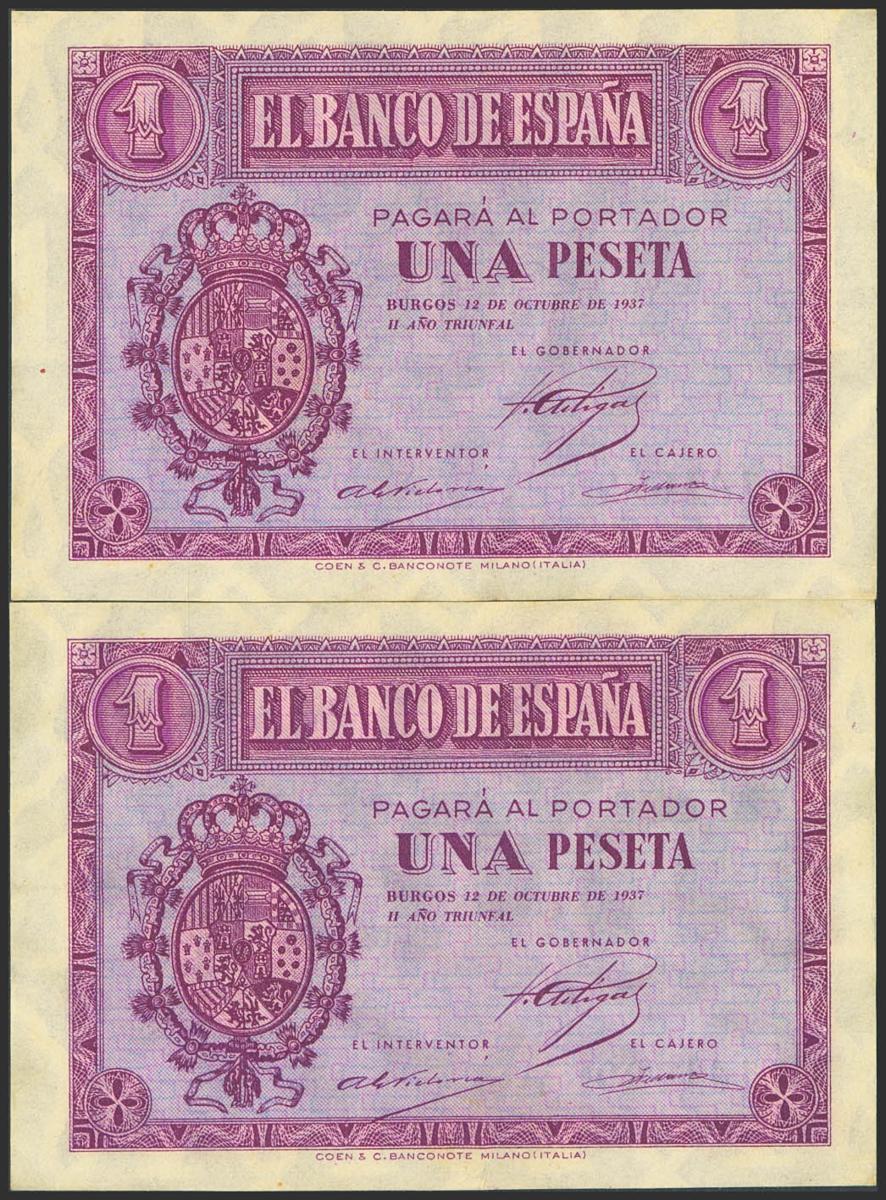 1 EL BANCO DE ESPAÑA 1
PAGARÁ AL PORTADOR
UNA PESETA
BURGOS 12 DE OCTUBRE DE 1937
II AÑO TRIUNFAL
EL GOBERNADOR
EL INTERVENTOR EL CAJERO
COEN & C. BANCONOTE MILANO (ITALIA)
1 EL BANCO DE ESPAÑA 1
PAGARÁ AL PORTADOR
UNA PESETA
BURGOS 12 DE OCTUBRE DE 1937
II AÑO TRIUNFAL
EL GOBERNADOR
EL INTERVENTOR EL CAJERO
COEN & C. BANCONOTE MILANO (ITALIA)